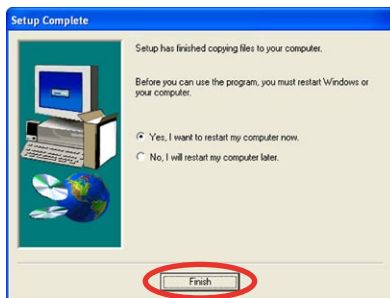 Setup Complete
Setup has finished copying files to your computer.
Before you can use the program, you must restart Windows or
your computer.
Yes, I want to restart my computer now.
No, I will restart my computer later.
Finish